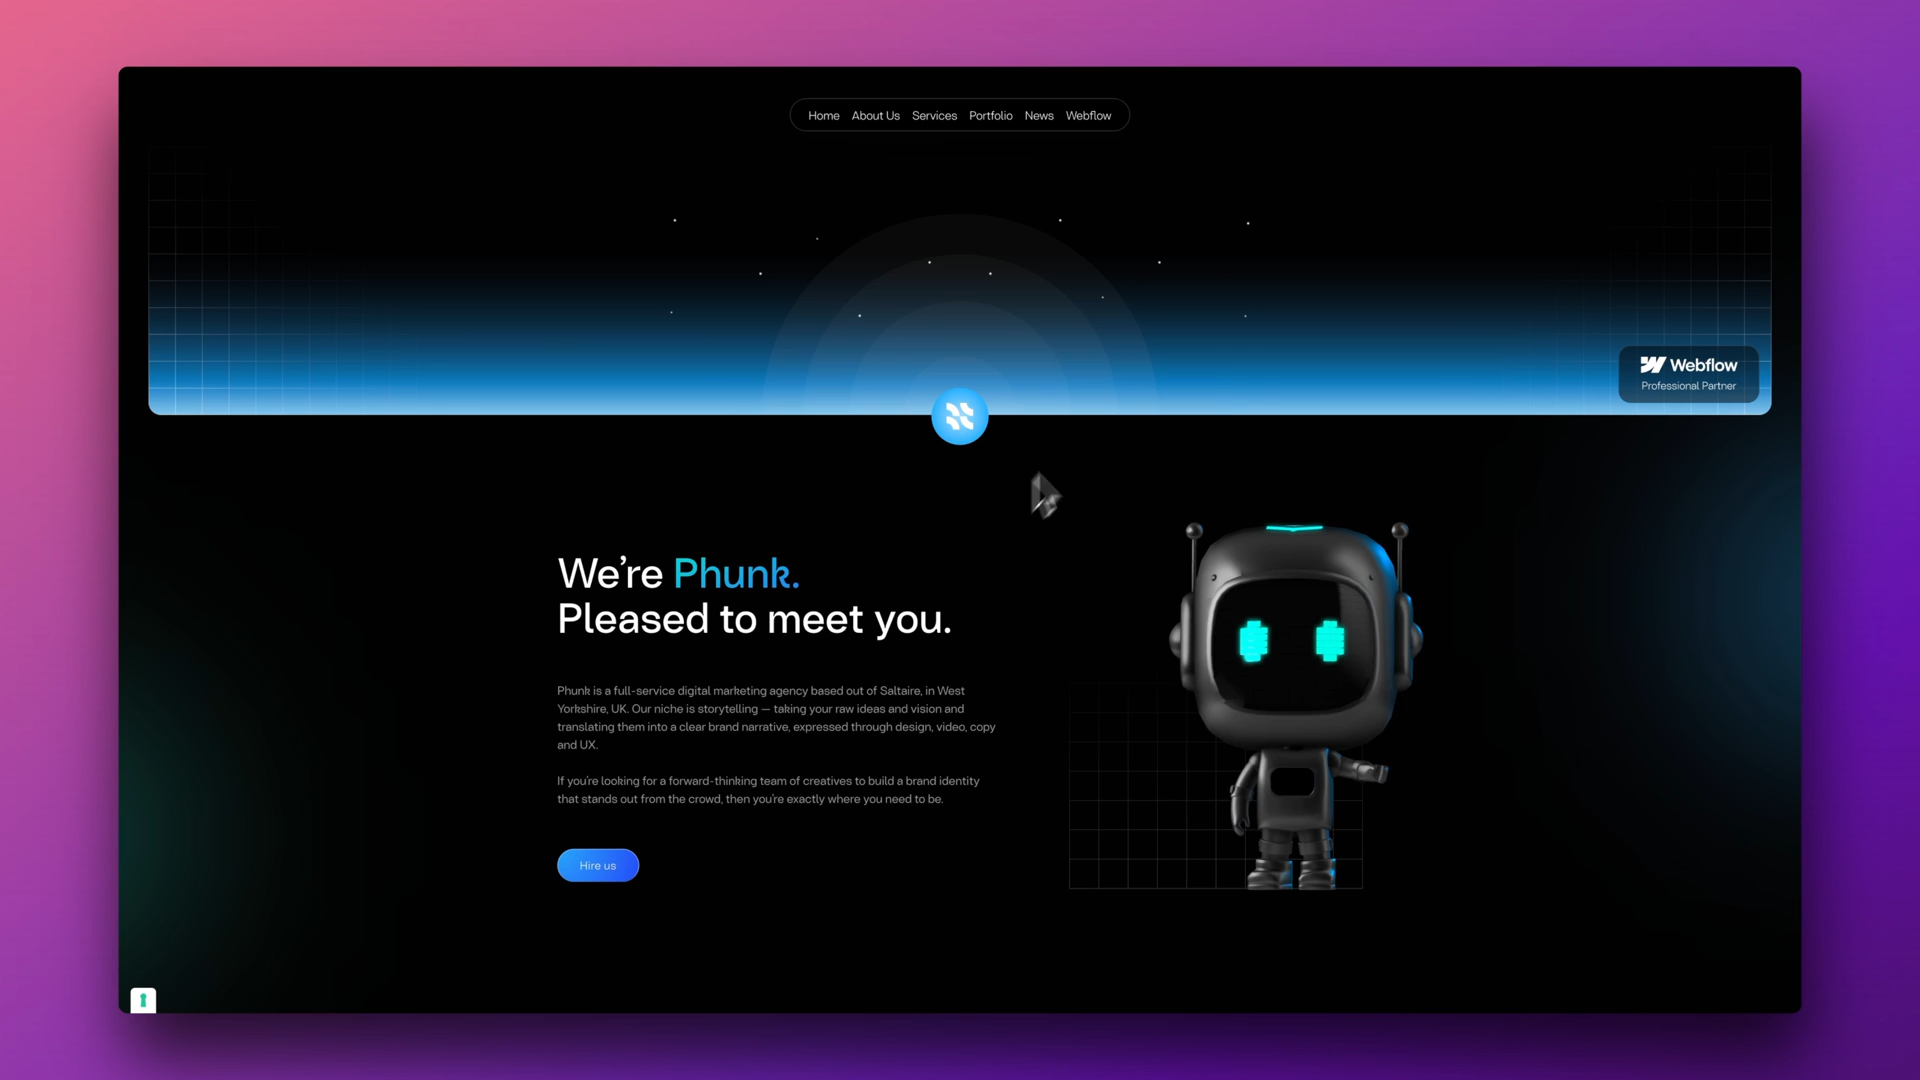 Home About Us Services Portfolio News Webflow
Webflow
Professional Partner
We’re Phunk.
Pleased to meet you.
Phunk is a full-service digital marketing agency based out of Saltaire, in West
Yorkshire, UK. Our niche is storytelling — taking your raw ideas and vision and
translating them into a clear brand narrative, expressed through design, video, copy
and UX.
If you’re looking for a forward-thinking team of creatives to build a brand identity
that stands out from the crowd, then you’re exactly where you need to be.
Hire us